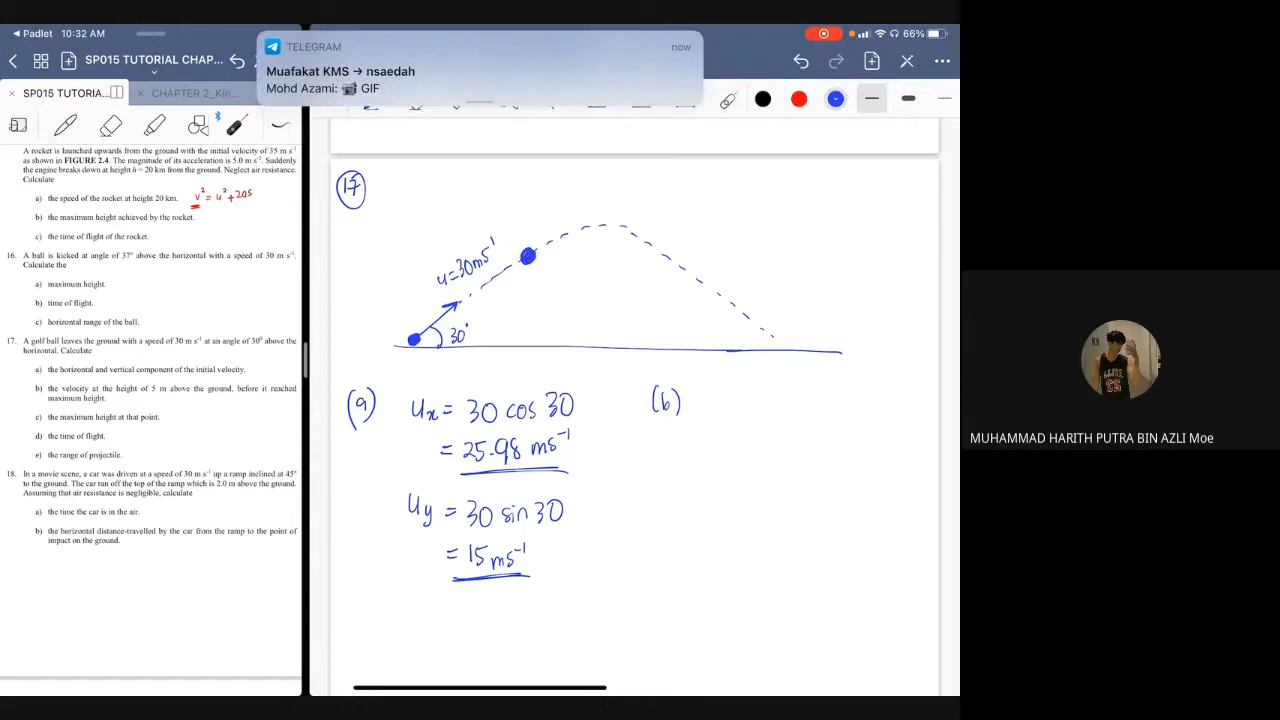 Padlet 10:32 AM
66%
SP015 TUTORIAL CHAP...
TELEGRAM
now
Muafakat KMS → nsaedah
Mohd Azami: GIF
SP015 TUTORIA...
CHAPTER 2_Kin...
A rocket is launched upwards from the ground with the initial velocity of 35 m s⁻¹
as shown in FIGURE 2.4. The magnitude of its acceleration is 5.0 m s⁻². Suddenly
the engine breaks down at height h = 20 km from the ground. Neglect air resistance.
Calculate
a) the speed of the rocket at height 20 km. v² = u² + 2as
b) the maximum height achieved by the rocket.
c) the time of flight of the rocket.
16. A ball is kicked at angle of 37° above the horizontal with a speed of 30 m s⁻¹.
Calculate the
a) maximum height.
b) time of flight.
c) horizontal range of the ball.
17. A golf ball leaves the ground with a speed of 30 m s⁻¹ at an angle of 30⁰ above the
horizontal. Calculate
a) the horizontal and vertical component of the initial velocity.
b) the velocity at the height of 5 m above the ground, before it reached
maximum height.
c) the maximum height at that point.
d) the time of flight.
e) the range of projectile.
18. In a movie scene, a car was driven at a speed of 30 m s⁻¹ up a ramp inclined at 45°
to the ground. The car ran off the top of the ramp which is 2.0 m above the ground.
Assuming that air resistance is negligible, calculate
a) the time the car is in the air.
b) the horizontal distance-travelled by the car from the ramp to the point of
impact on the ground.
17
u=30ms⁻¹
30°
(a) uₓ = 30 cos 30
= 25.98 ms⁻¹
uy = 30 sin 30
= 15 ms⁻¹
(b)
MUHAMMAD HARITH PUTRA BIN AZLI Moe